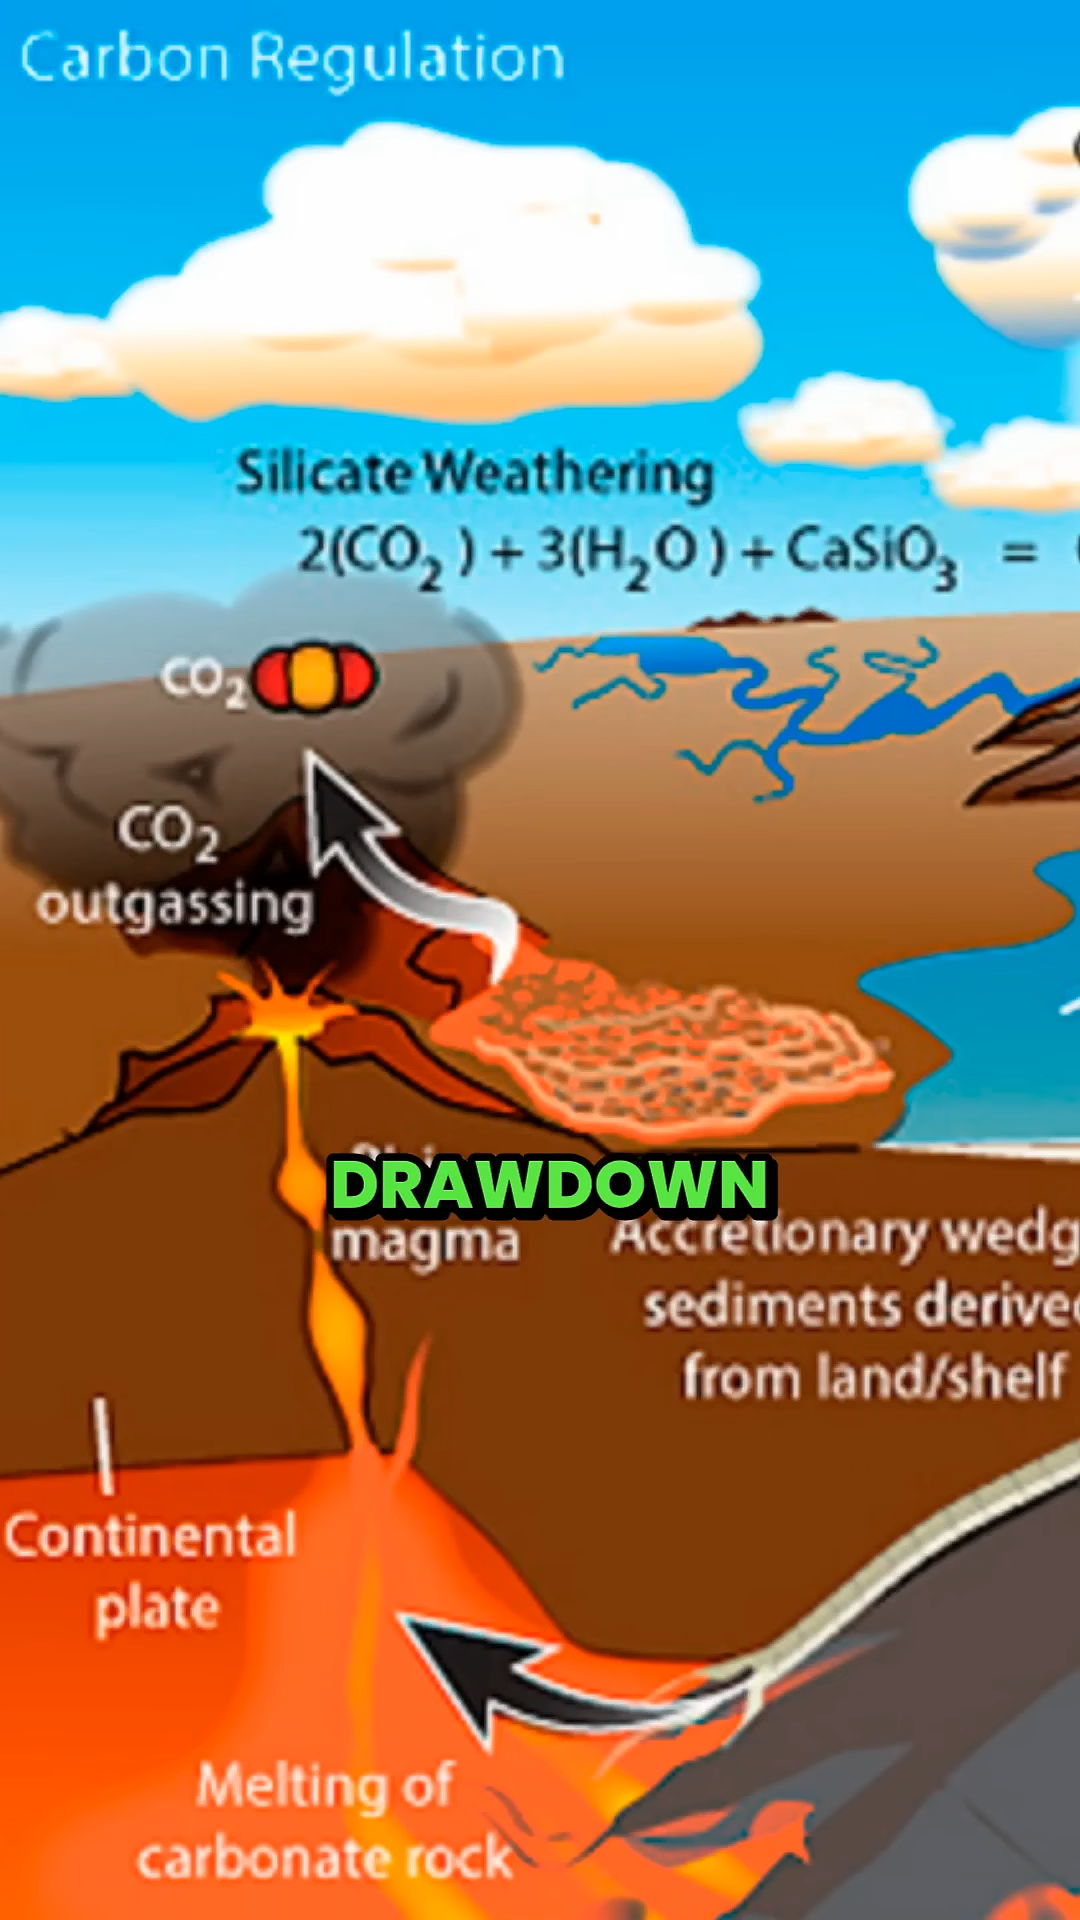 Carbon Regulation
Silicate Weathering
2(CO₂) + 3(H₂O) + CaSiO₃ =
CO₂
CO₂
outgassing
DRAWDOWN
magma
Accretionary wedg
sediments derive
from land/shelf
Continental
plate
Melting of
carbonate rock